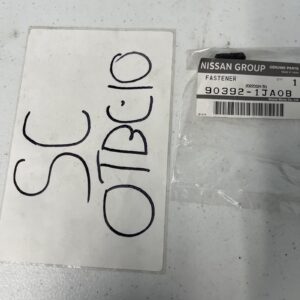 SC
OTBC10
NISSAN GROUP
GENUINE PARTS
FASTENER
1
90392-1JA0B